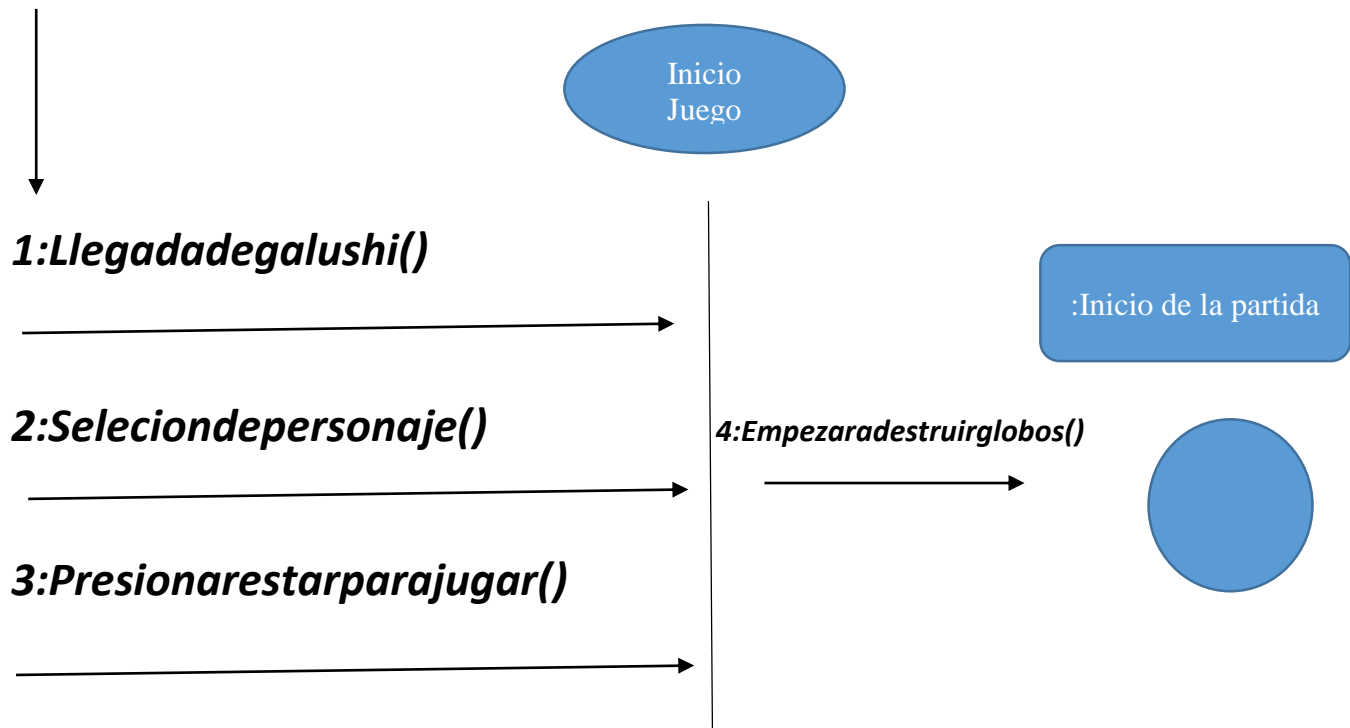 Inicio
Juego
1:Llegadadegalushi()
:Inicio de la partida
2:Seleciondepersonaje()
4:Empezaradestruirglobos()
3:Presionarestarparajugar()